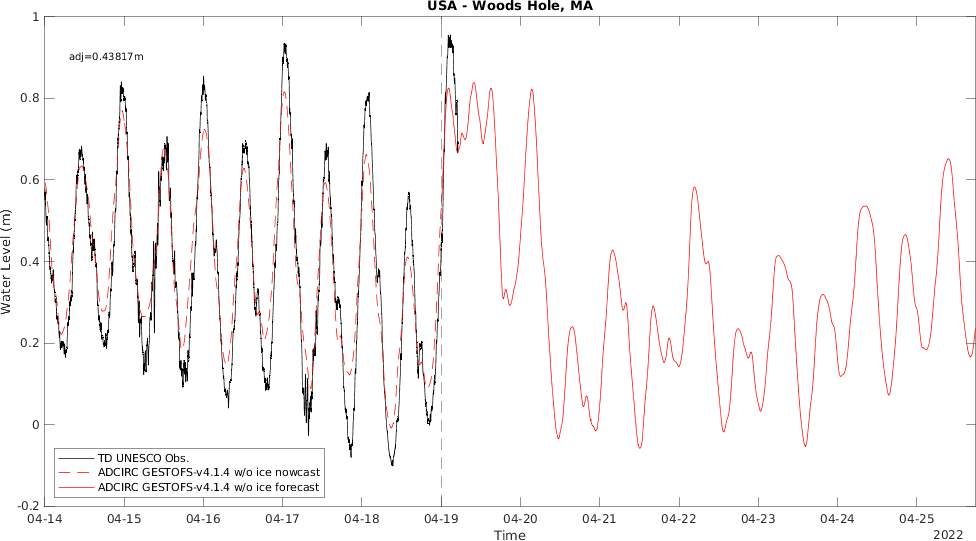 USA - Woods Hole, MA
adj=0.43817m
1
0.8
0.6
0.4
0.2
0
-0.2
Water Level (m)
TD UNESCO Obs.
ADCIRC GESTOFS-v4.1.4 w/o ice nowcast
ADCIRC GESTOFS-v4.1.4 w/o ice forecast
04-14 04-15 04-16 04-17 04-18 04-19 04-20 04-21 04-22 04-23 04-24 04-25
Time
2022